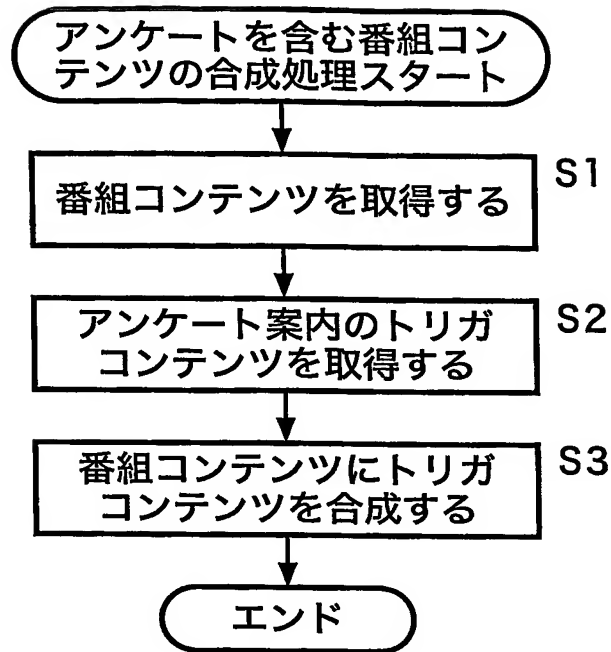 アンケートを含む番組コン
テンツの合成処理スタート
番組コンテンツを取得する
S1
アンケート案内のトリガ
コンテンツを取得する
S2
番組コンテンツにトリガ
コンテンツを合成する
S3
エンド